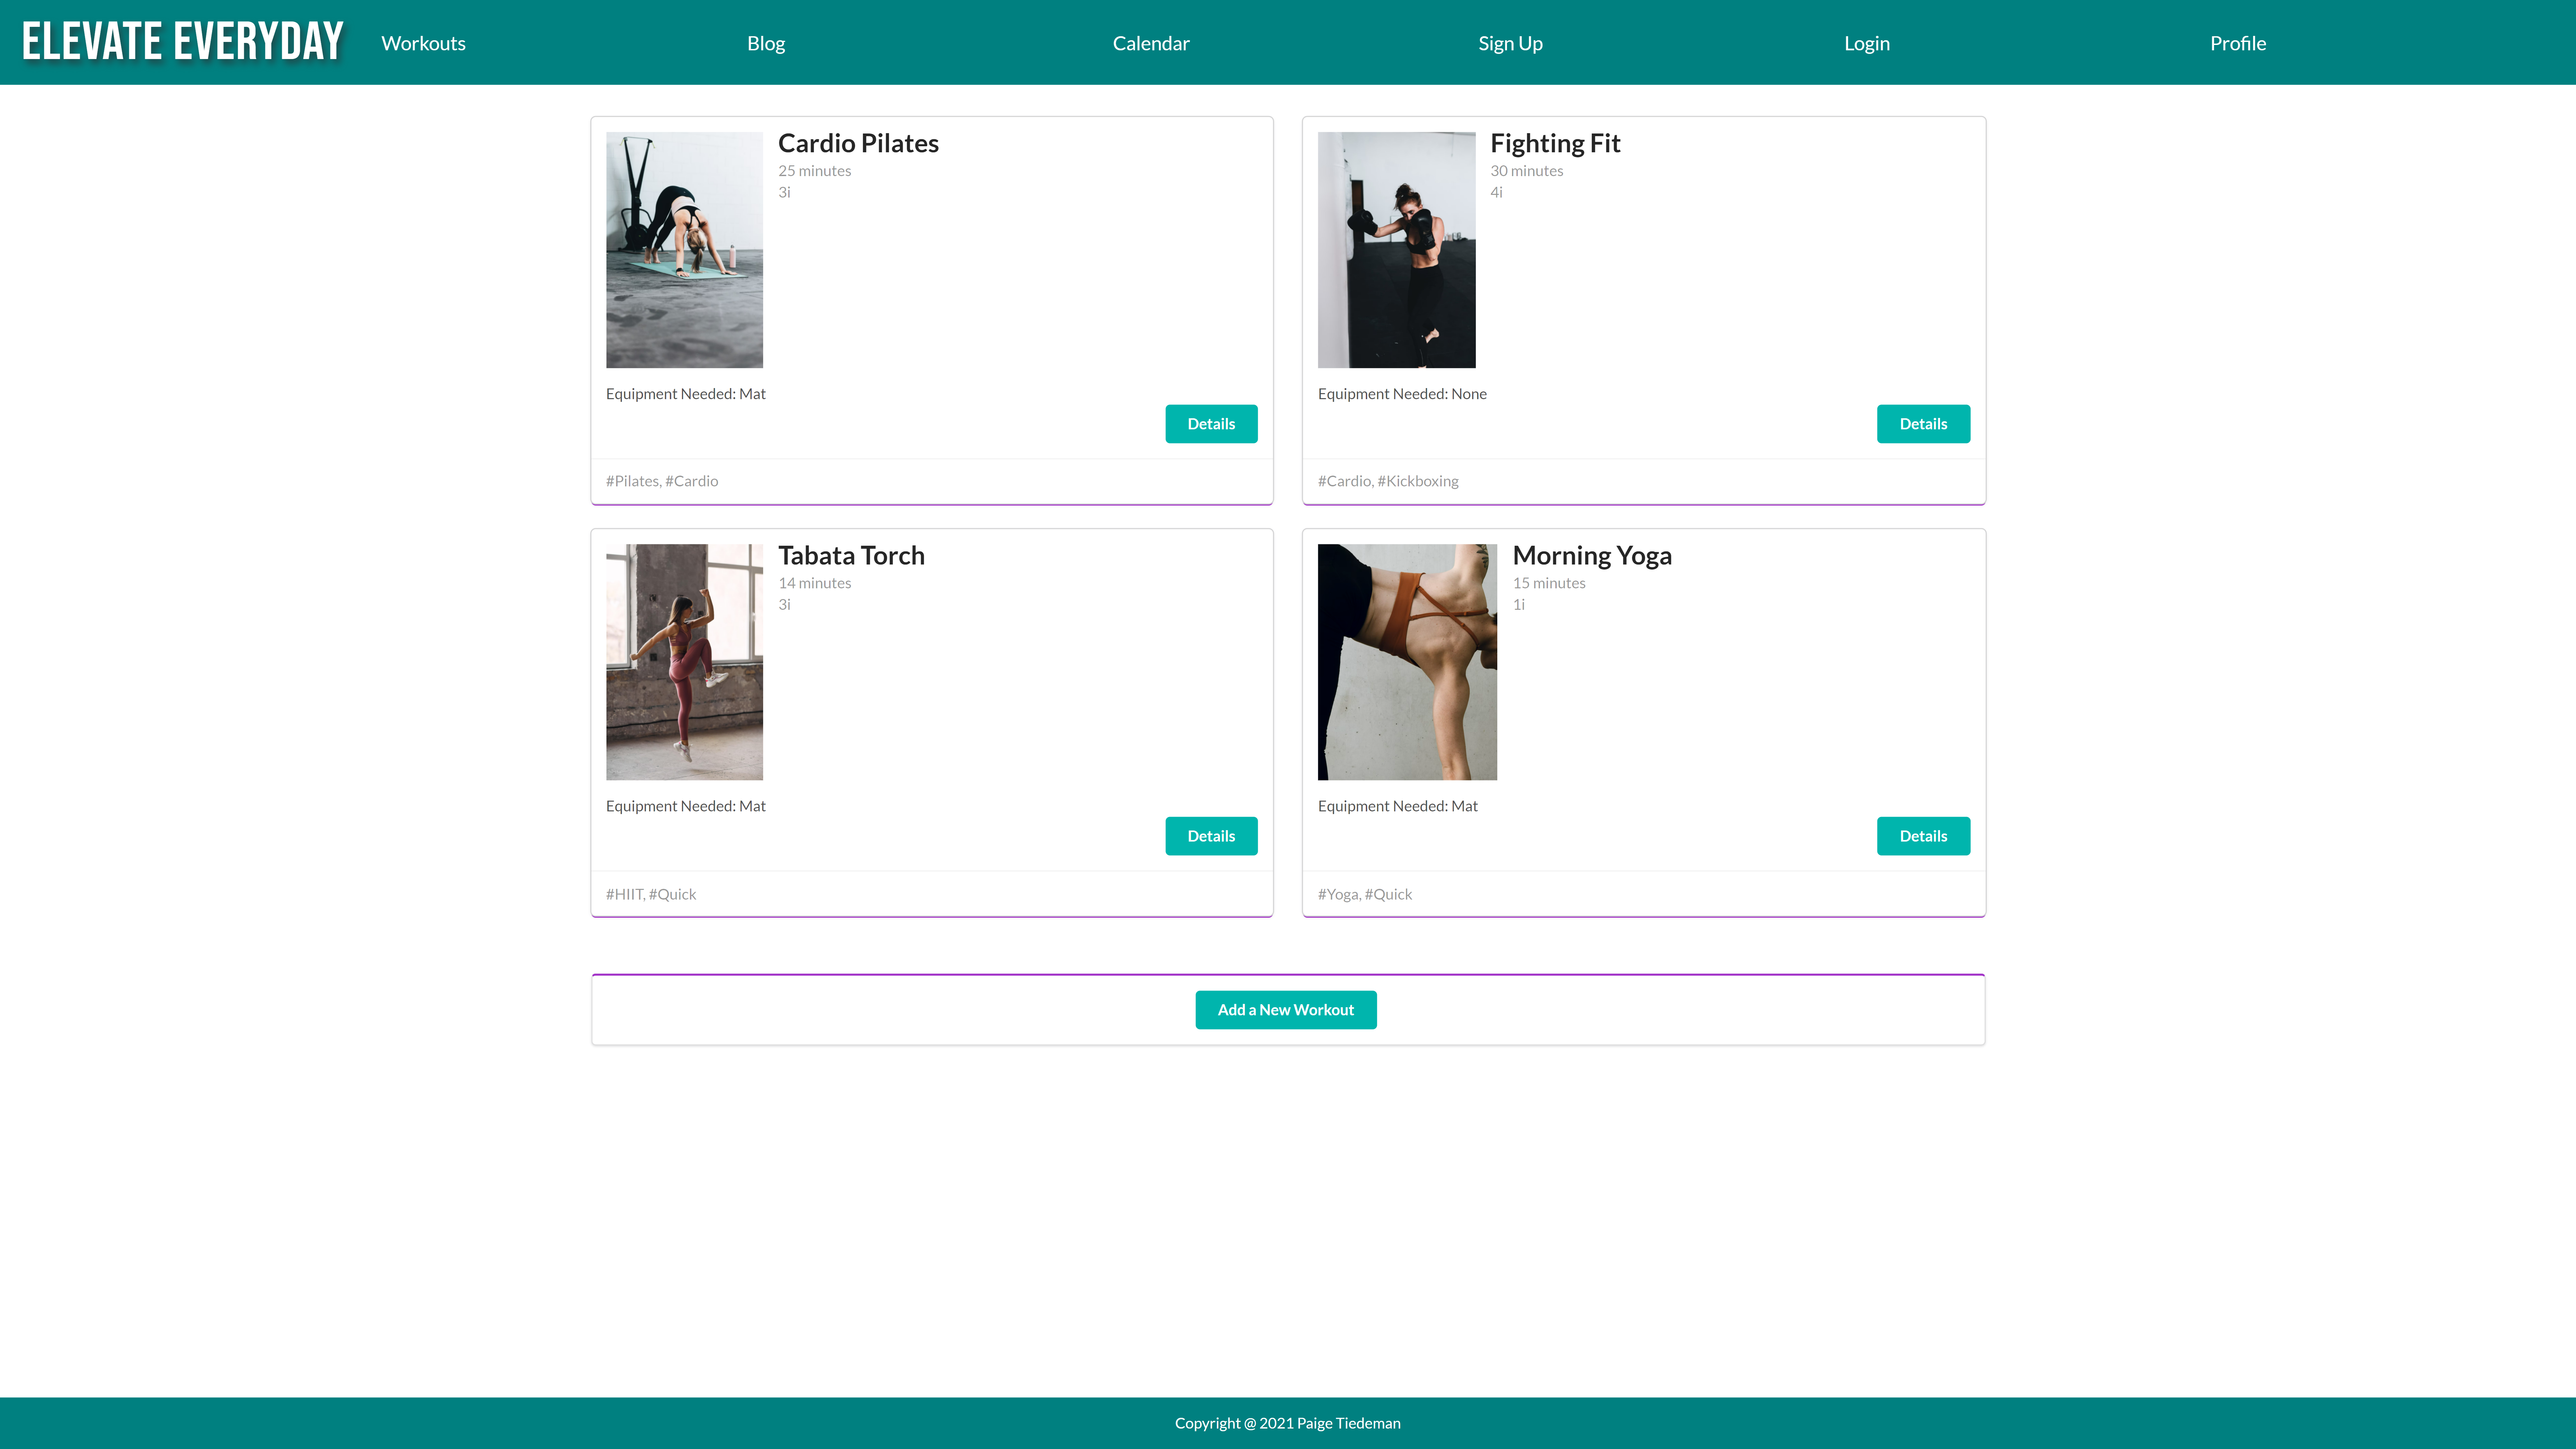 ELEVATE EVERYDAY
Workouts
Blog
Calendar
Sign Up
Login
Profile
Cardio Pilates
25 minutes
3i
Equipment Needed: Mat
Details
#Pilates, #Cardio
Fighting Fit
30 minutes
4i
Equipment Needed: None
Details
#Cardio, #Kickboxing
Tabata Torch
14 minutes
3i
Equipment Needed: Mat
Details
#HIIT, #Quick
Morning Yoga
15 minutes
1i
Equipment Needed: Mat
Details
#Yoga, #Quick
Add a New Workout
Copyright @ 2021 Paige Tiedeman